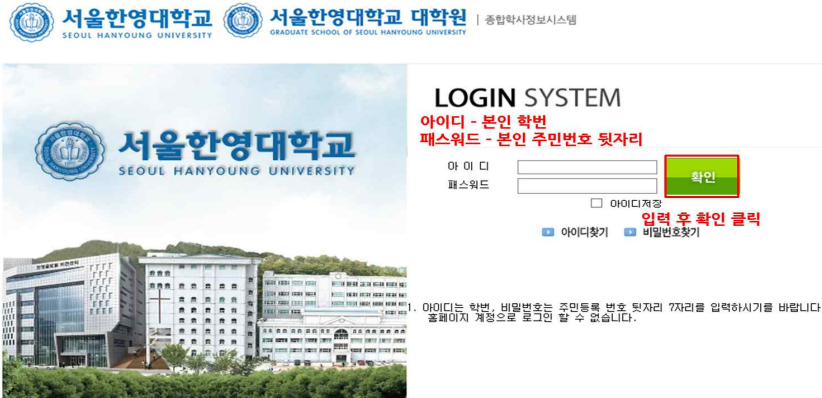 서울한영대학교 서울한영대학교 대학원 | 종합학사정보시스템
SEOUL HANYOUNG UNIVERSITY GRADUATE SCHOOL OF SEOUL HANYOUNG UNIVERSITY
서울한영대학교
SEOUL HANYOUNG UNIVERSITY
LOGIN SYSTEM
아이디 - 본인 학번
패스워드 - 본인 주민번호 뒷자리
아 이 디
패스워드
확인
아이디저장
입력 후 확인 클릭
아이디찾기 비밀번호찾기
1. 아이디는 학번, 비밀번호는 주민등록 번호 뒷자리 7자리를 입력하시기를 바랍니다
홈페이지 계정으로 로그인 할 수 없습니다.